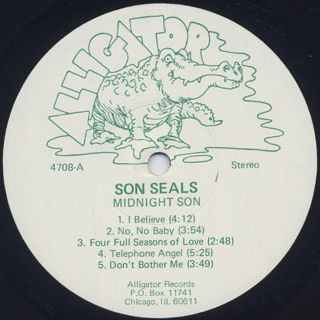 ALLIGATOR
4708-A
Stereo
SON SEALS
MIDNIGHT SON
1. I Believe (4:12)
2. No, No Baby (3:54)
3. Four Full Seasons of Love (2:48)
4. Telephone Angel (5:25)
5. Don't Bother Me (3:49)
Alligator Records
P.O. Box 11741
Chicago, Ill, 60611